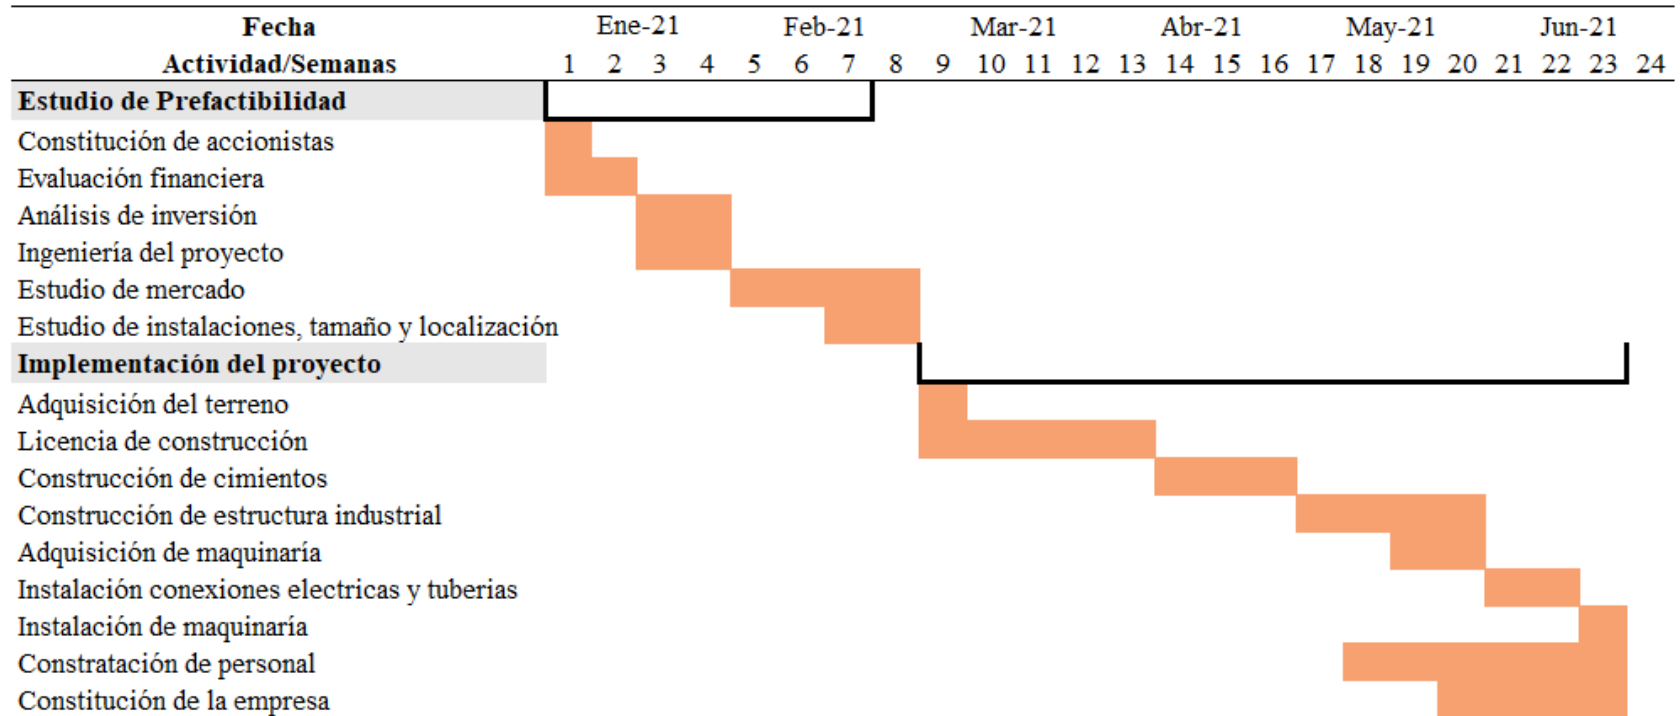 Fecha Ene-21 Feb-21 Mar-21 Abr-21 May-21 Jun-21
Actividad/Semanas 1 2 3 4 5 6 7 8 9 10 11 12 13 14 15 16 17 18 19 20 21 22 23 24
Estudio de Prefactibilidad
Constitución de accionistas
Evaluación financiera
Análisis de inversión
Ingeniería del proyecto
Estudio de mercado
Estudio de instalaciones, tamaño y localización
Implementación del proyecto
Adquisición del terreno
Licencia de construcción
Construcción de cimientos
Construcción de estructura industrial
Adquisición de maquinaría
Instalación conexiones electricas y tuberias
Instalación de maquinaría
Constratación de personal
Constitución de la empresa